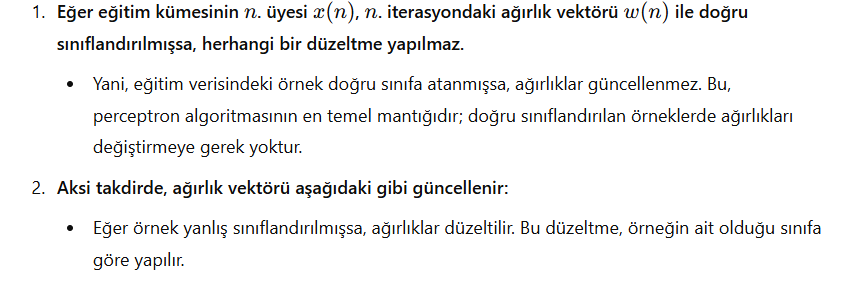 1. Eğer eğitim kümesinin n. üyesi x(n), n. iterasyondaki ağırlık vektörü w(n) ile doğru
sınıflandırılmışsa, herhangi bir düzeltme yapılmaz.
• Yani, eğitim verisindeki örnek doğru sınıfa atanmışsa, ağırlıklar güncellenmez. Bu,
perceptron algoritmasının en temel mantığıdır; doğru sınıflandırılan örneklerde ağırlıkları
değiştirmeye gerek yoktur.
2. Aksi takdirde, ağırlık vektörü aşağıdaki gibi güncellenir:
• Eğer örnek yanlış sınıflandırılmışsa, ağırlıklar düzeltilir. Bu düzeltme, örneğin ait olduğu sınıfa
göre yapılır.